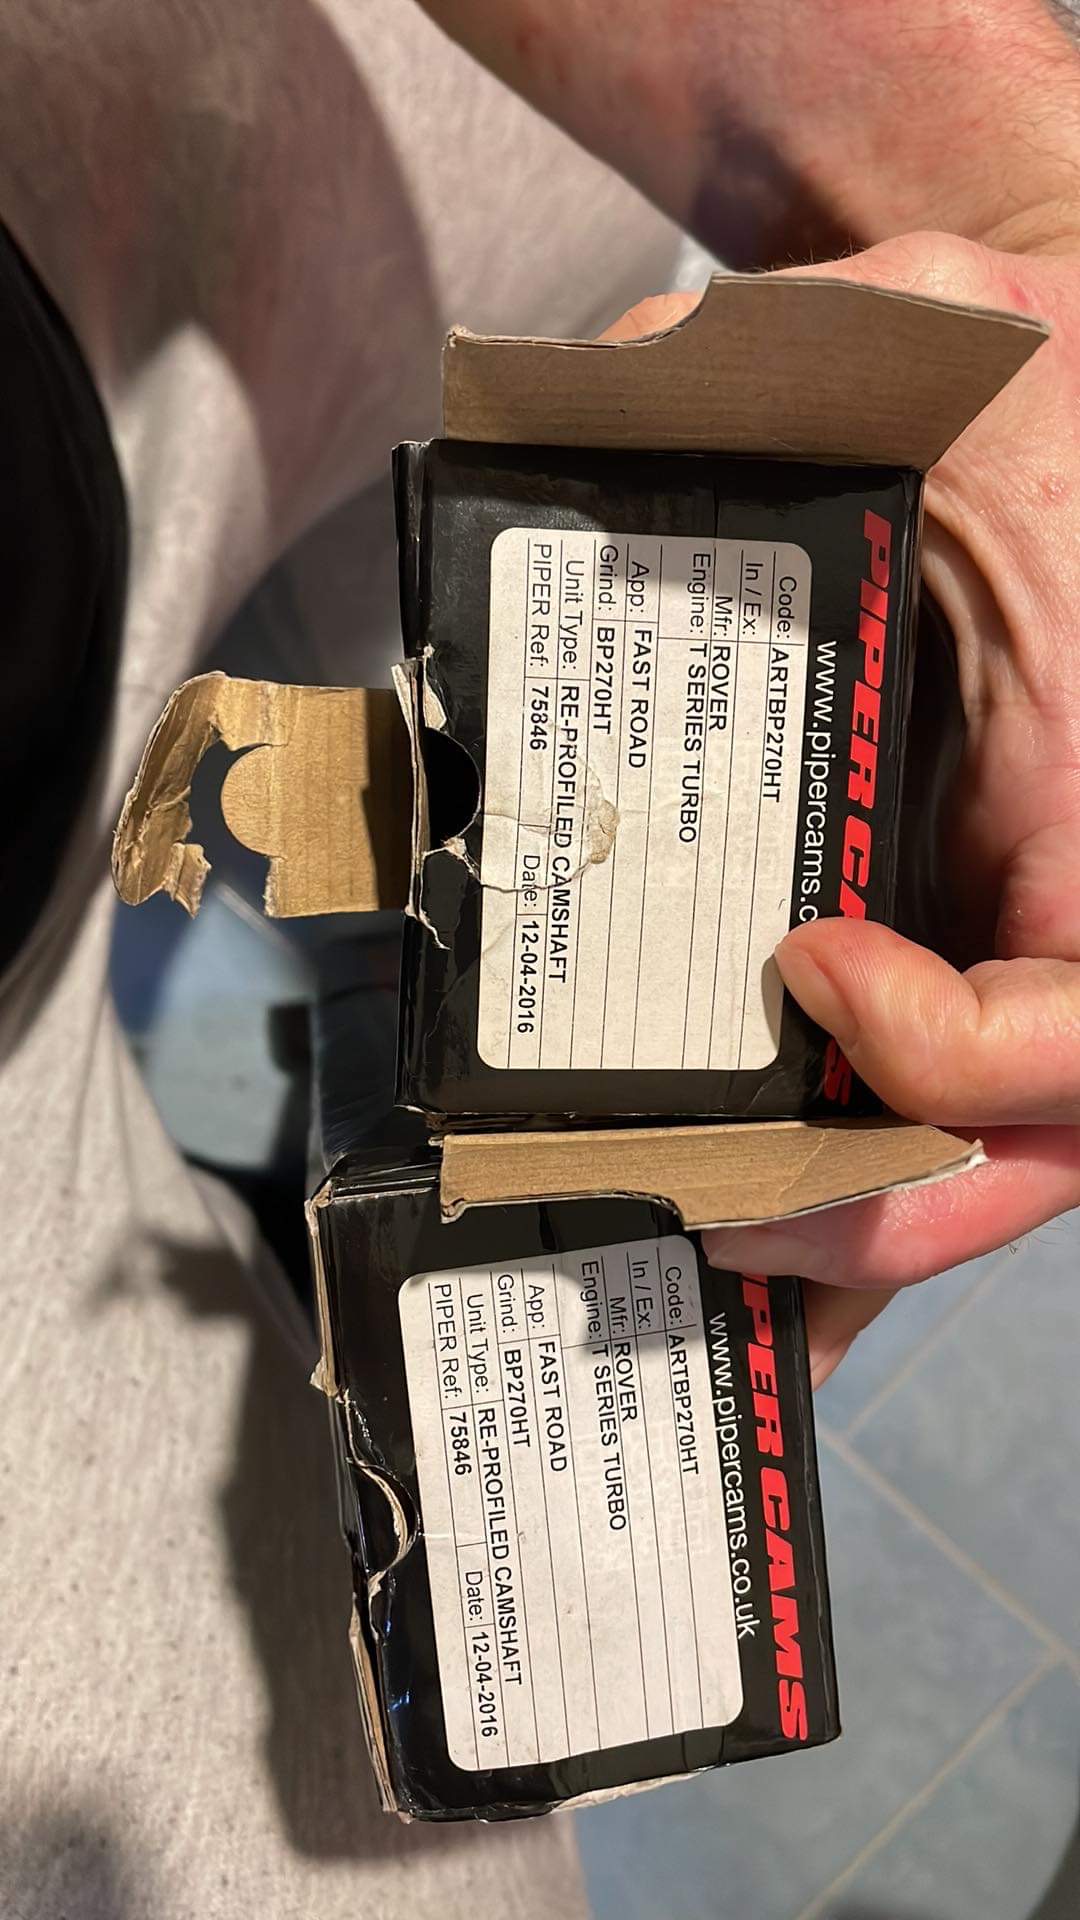 PIPER CA S
www.pipercams.c
Code: ARTBP270HT
In / Ex:
Mfr: ROVER
Engine: T SERIES TURBO
App: FAST ROAD
Grind: BP270HT
Unit Type: RE-PROFILED CAMSHAFT
PIPER Ref: 75846 Date: 12-04-2016
IPER CAMS
www.pipercams.co.uk
Code: ARTBP270HT
In / Ex:
Mfr: ROVER
Engine: T SERIES TURBO
App: FAST ROAD
Grind: BP270HT
Unit Type: RE-PROFILED CAMSHAFT
PIPER Ref: 75846 Date: 12-04-2016